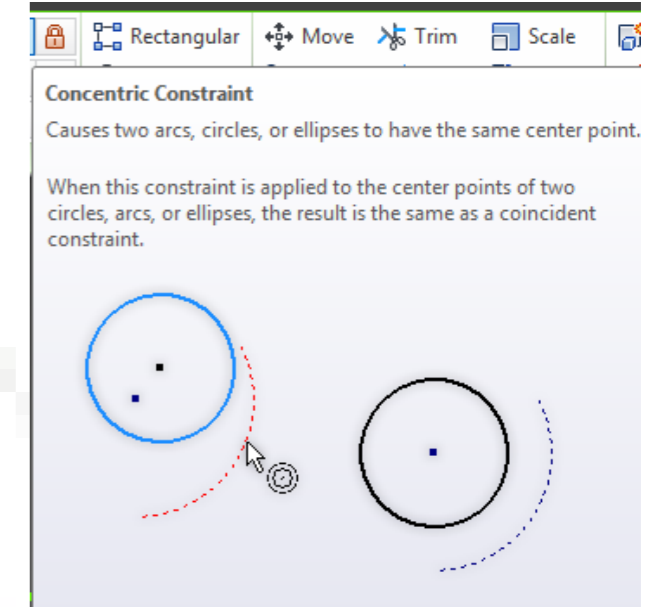 Rectangular Move Trim Scale
Concentric Constraint
Causes two arcs, circles, or ellipses to have the same center point.
When this constraint is applied to the center points of two
circles, arcs, or ellipses, the result is the same as a coincident
constraint.